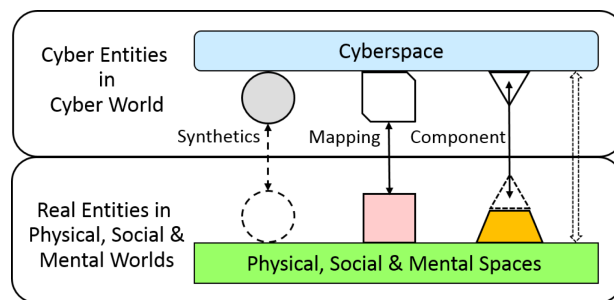 Cyber Entities
in
Cyber World
Cyberspace
Synthetics
Mapping
Component
Real Entities in
Physical, Social &
Mental Worlds
Physical, Social & Mental Spaces